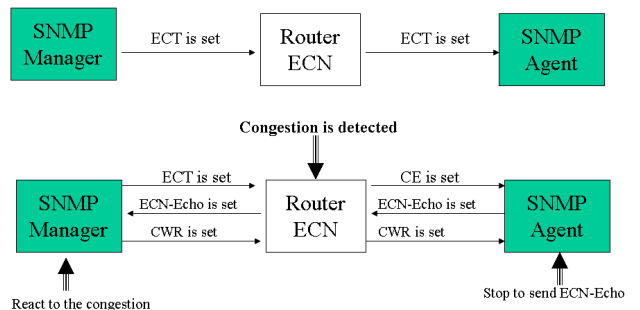 SNMP
Manager
ECT is set
Router
ECN
ECT is set
SNMP
Agent
Congestion is detected
SNMP
Manager
ECT is set
ECN-Echo is set
CWR is set
Router
ECN
CE is set
ECN-Echo is set
CWR is set
SNMP
Agent
React to the congestion
Stop to send ECN-Echo